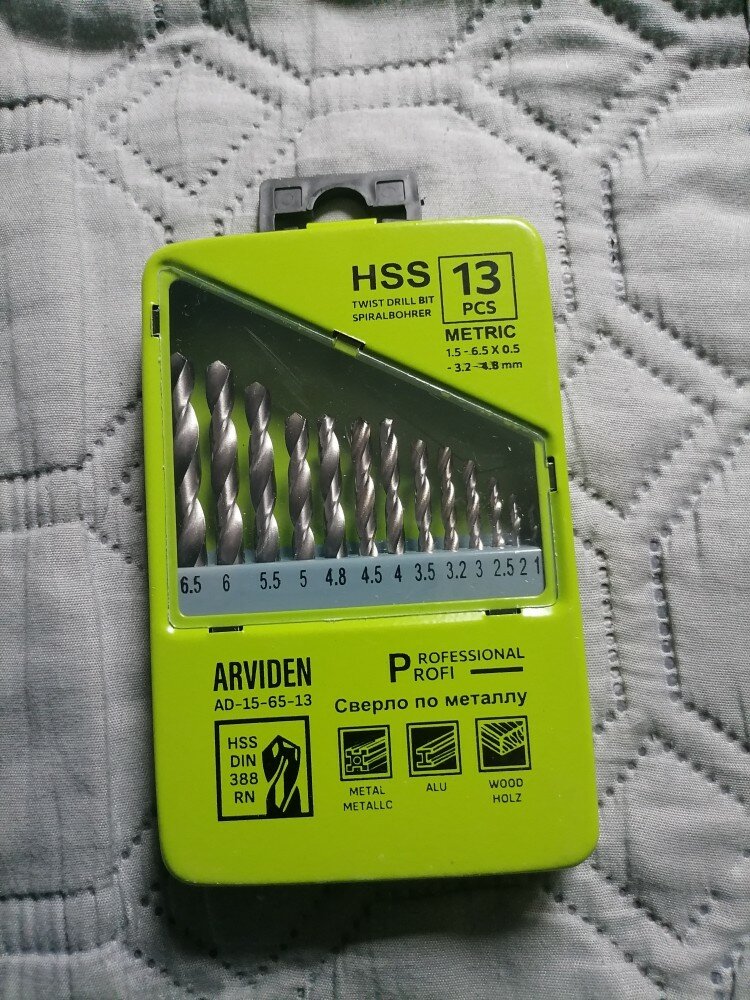 HSS
TWIST DRILL BIT
SPIRALBOHRER
13
PCS
METRIC
1.5 - 6.5 X 0.5
- 3.2 - 4.8 mm
6.5 6 5.5 5 4.8 4.5 4 3.5 3.2 3 2.5 2 1
ARVIDEN
AD-15-65-13
PROFESSIONAL
PROFI
Сверло по металлу
HSS
DIN
388
RN
METAL
METALLC
ALU
WOOD
HOLZ